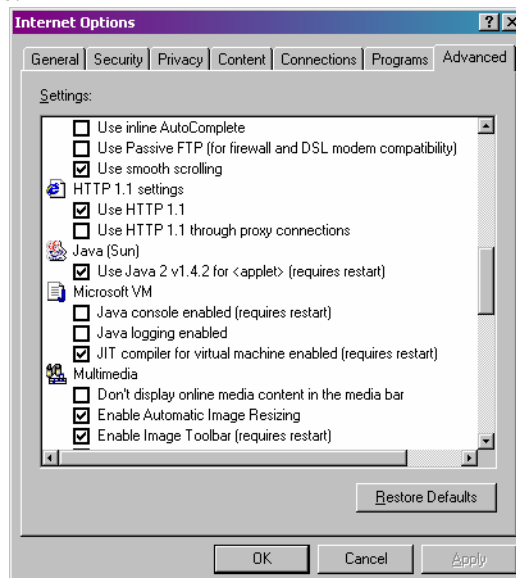 Internet Options
General Security Privacy Content Connections Programs Advanced
Settings:
Use inline AutoComplete
Use Passive FTP (for firewall and DSL modem compatibility)
Use smooth scrolling
HTTP 1.1 settings
Use HTTP 1.1
Use HTTP 1.1 through proxy connections
Java (Sun)
Use Java 2 v1.4.2 for <applet> (requires restart)
Microsoft VM
Java console enabled (requires restart)
Java logging enabled
JIT compiler for virtual machine enabled (requires restart)
Multimedia
Don't display online media content in the media bar
Enable Automatic Image Resizing
Enable Image Toolbar (requires restart)
Restore Defaults
OK Cancel Apply